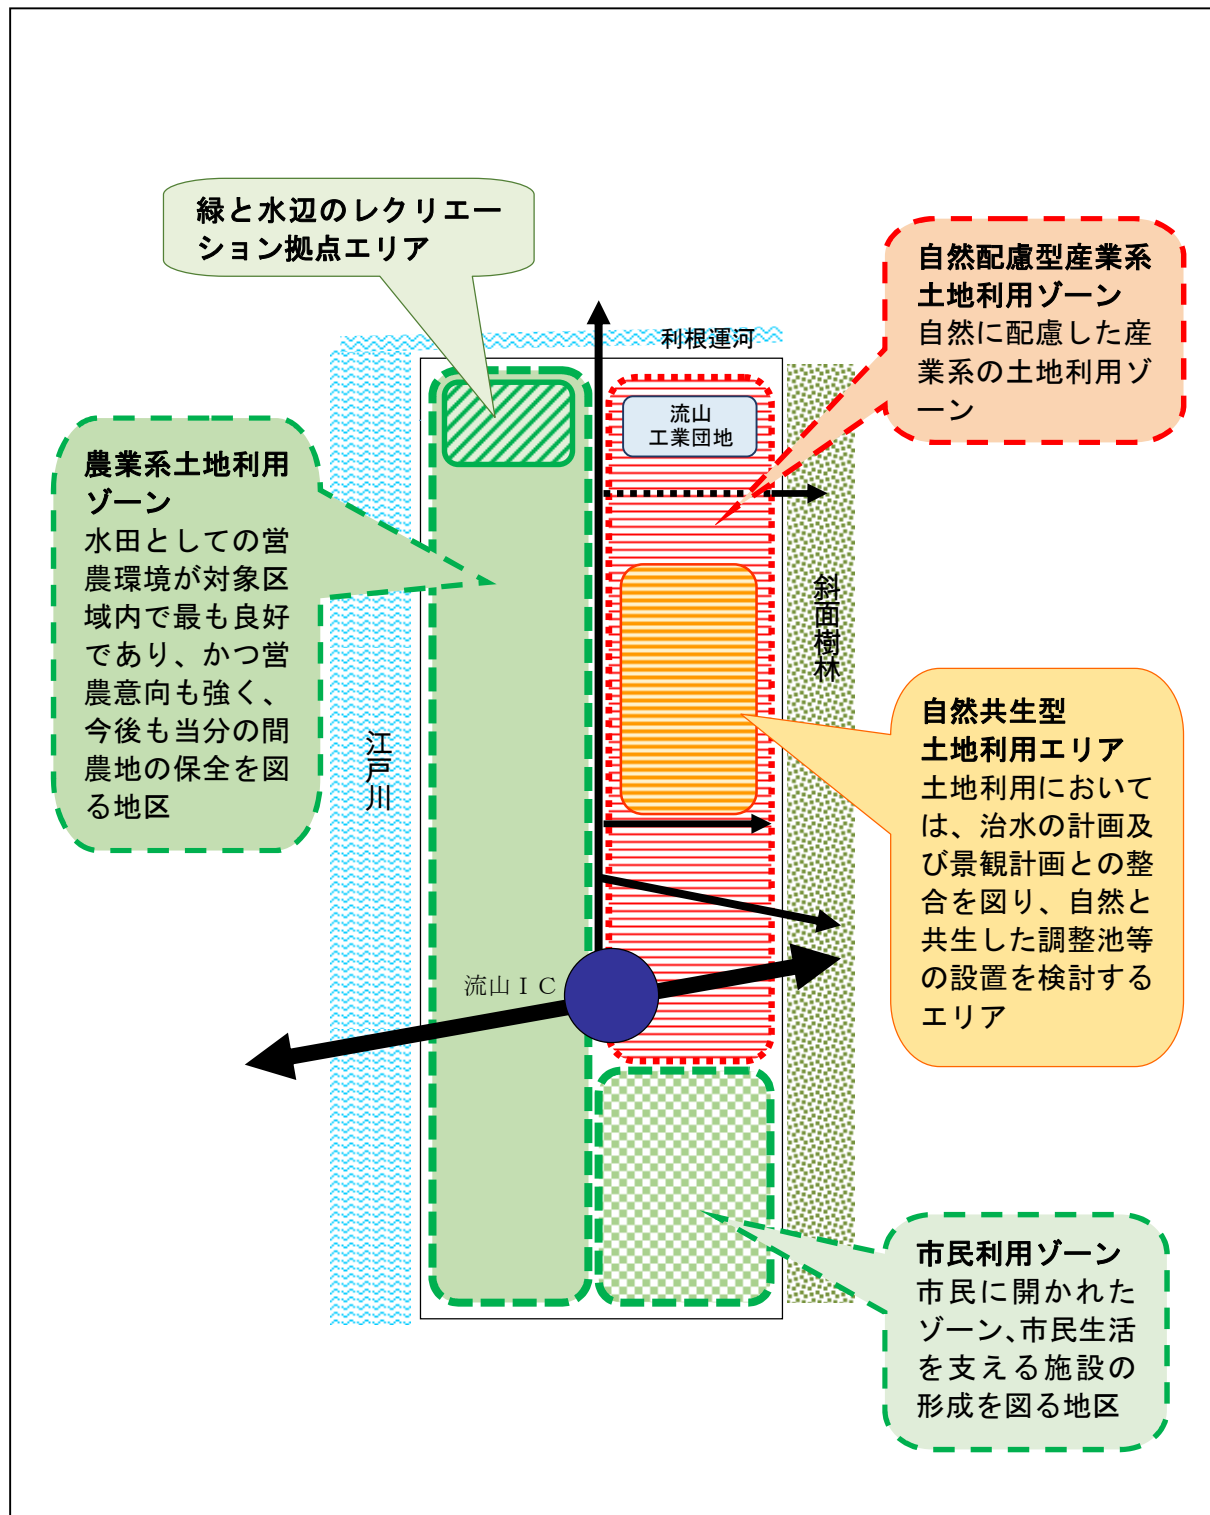 緑と水辺のレクリエー
ション拠点エリア
自然配慮型産業系
土地利用ゾーン
自然に配慮した産
業系の土地利用ゾ
ーン
利根運河
流山
工業団地
農業系土地利用
ゾーン
水田としての営
農環境が対象区
域内で最も良好
であり、かつ営
農意向も強く、
今後も当分の間
農地の保全を図
る地区
斜面樹林
江戸川
自然共生型
土地利用エリア
土地利用において
は、治水の計画及
び景観計画との整
合を図り、自然と
共生した調整池等
の設置を検討する
エリア
流山ＩＣ
市民利用ゾーン
市民に開かれた
ゾーン、市民生活
を支える施設の
形成を図る地区